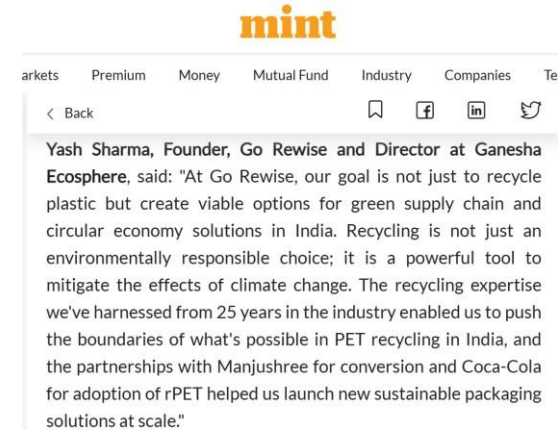 mint
arkets Premium Money Mutual Fund Industry Companies Te
< Back
Yash Sharma, Founder, Go Rewise and Director at Ganesha
Ecosphere, said: "At Go Rewise, our goal is not just to recycle
plastic but create viable options for green supply chain and
circular economy solutions in India. Recycling is not just an
environmentally responsible choice; it is a powerful tool to
mitigate the effects of climate change. The recycling expertise
we've harnessed from 25 years in the industry enabled us to push
the boundaries of what's possible in PET recycling in India, and
the partnerships with Manjushree for conversion and Coca-Cola
for adoption of rPET helped us launch new sustainable packaging
solutions at scale."